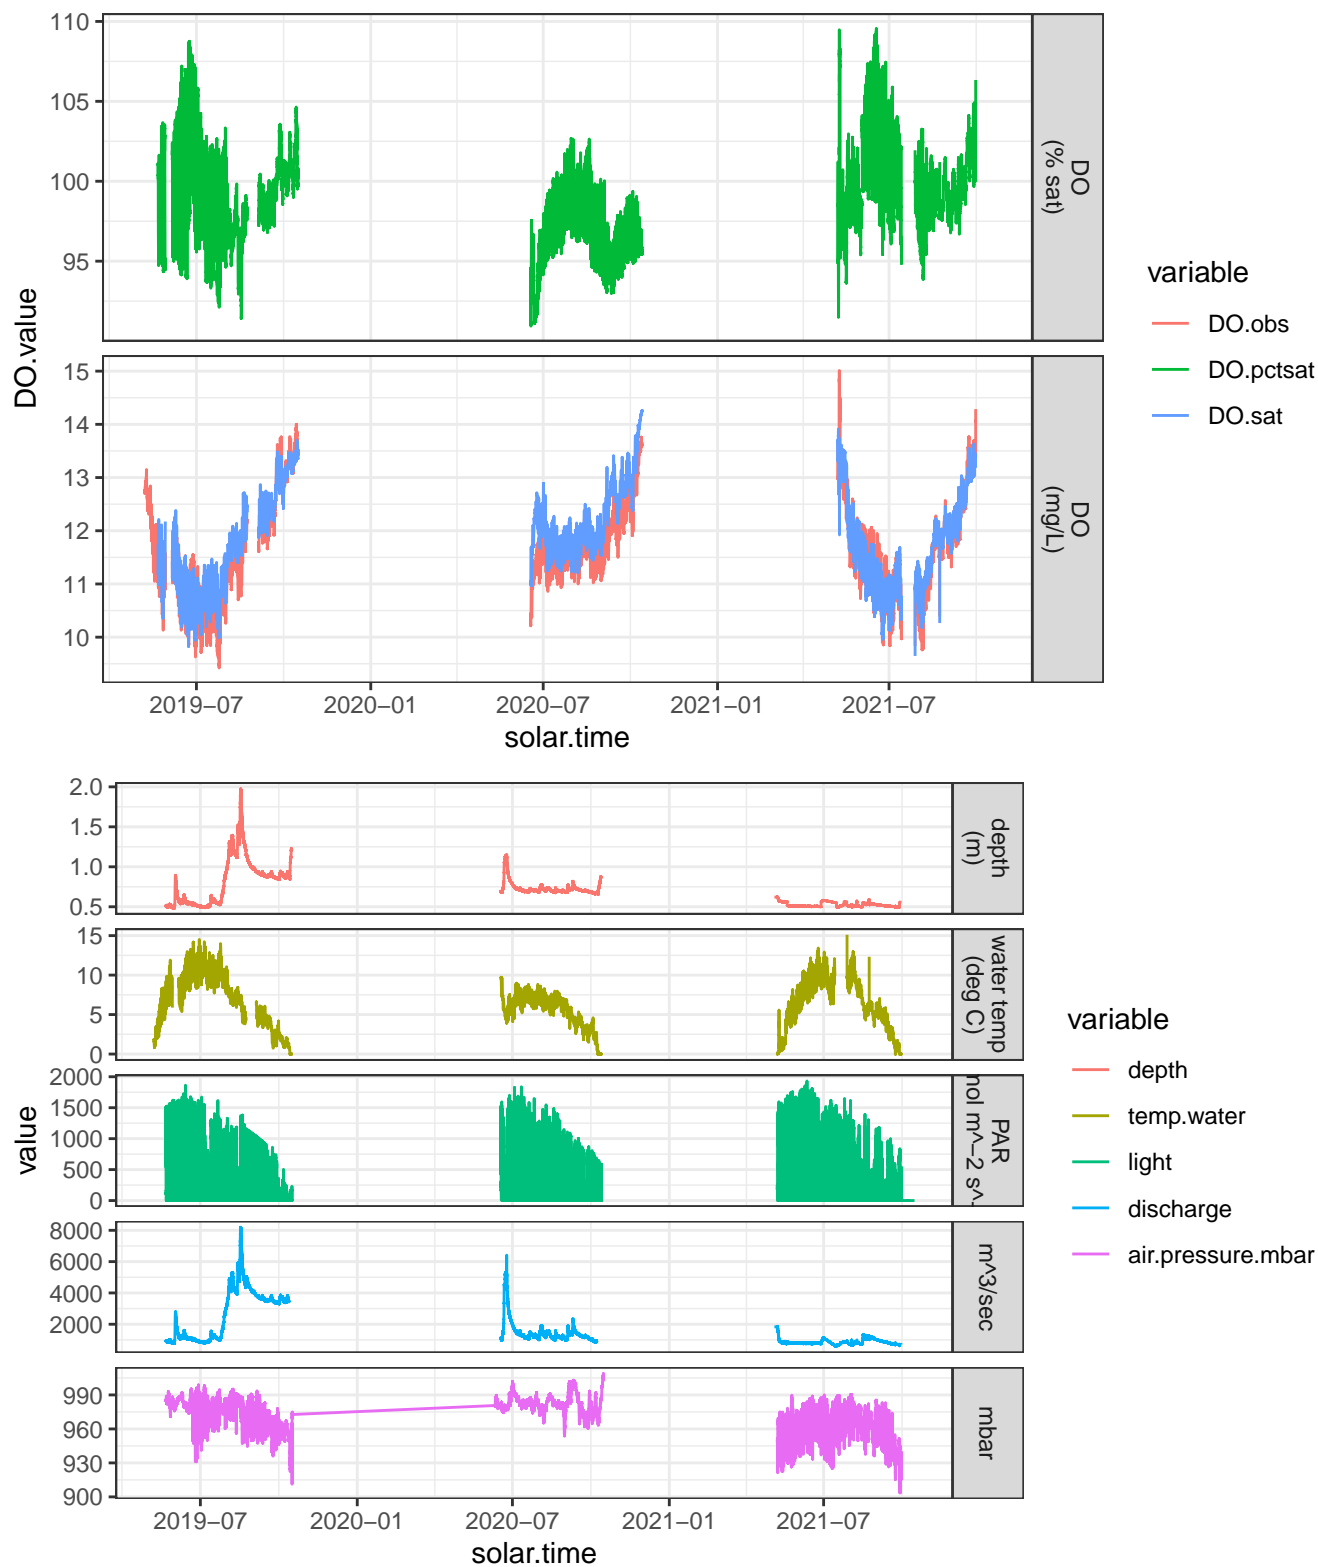 110
105
100
95
DO
(% sat)
15
14
13
12
11
10
DO
(mg/L)
DO.value
2019−07
2020−01
2020−07
2021−01
2021−07
solar.time
variable
DO.obs
DO.pctsat
DO.sat
2.0
1.5
1.0
0.5
depth
(m)
15
10
5
0
water temp
(deg C)
2000
1500
1000
500
0
PAR
mol m^−2 s^−
8000
6000
4000
2000
m^3/sec
990
960
930
900
mbar
value
2019−07
2020−01
2020−07
2021−01
2021−07
solar.time
variable
depth
temp.water
light
discharge
air.pressure.mbar